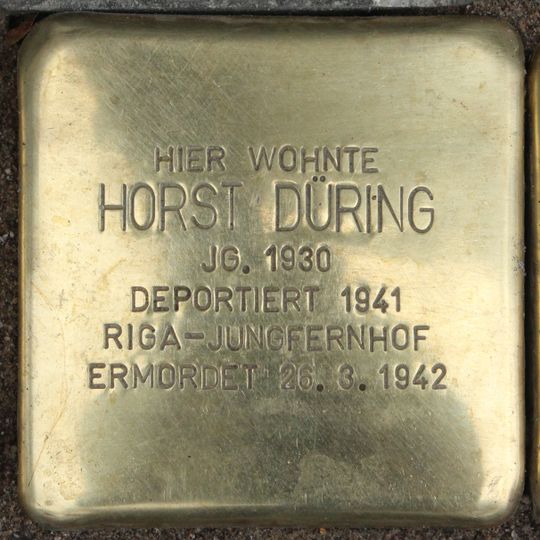 HIER WOHNTE
HORST DÜRING
JG. 1930
DEPORTIERT 1941
RIGA-JUNGFERNHOF
ERMORDET 26. 3. 1942